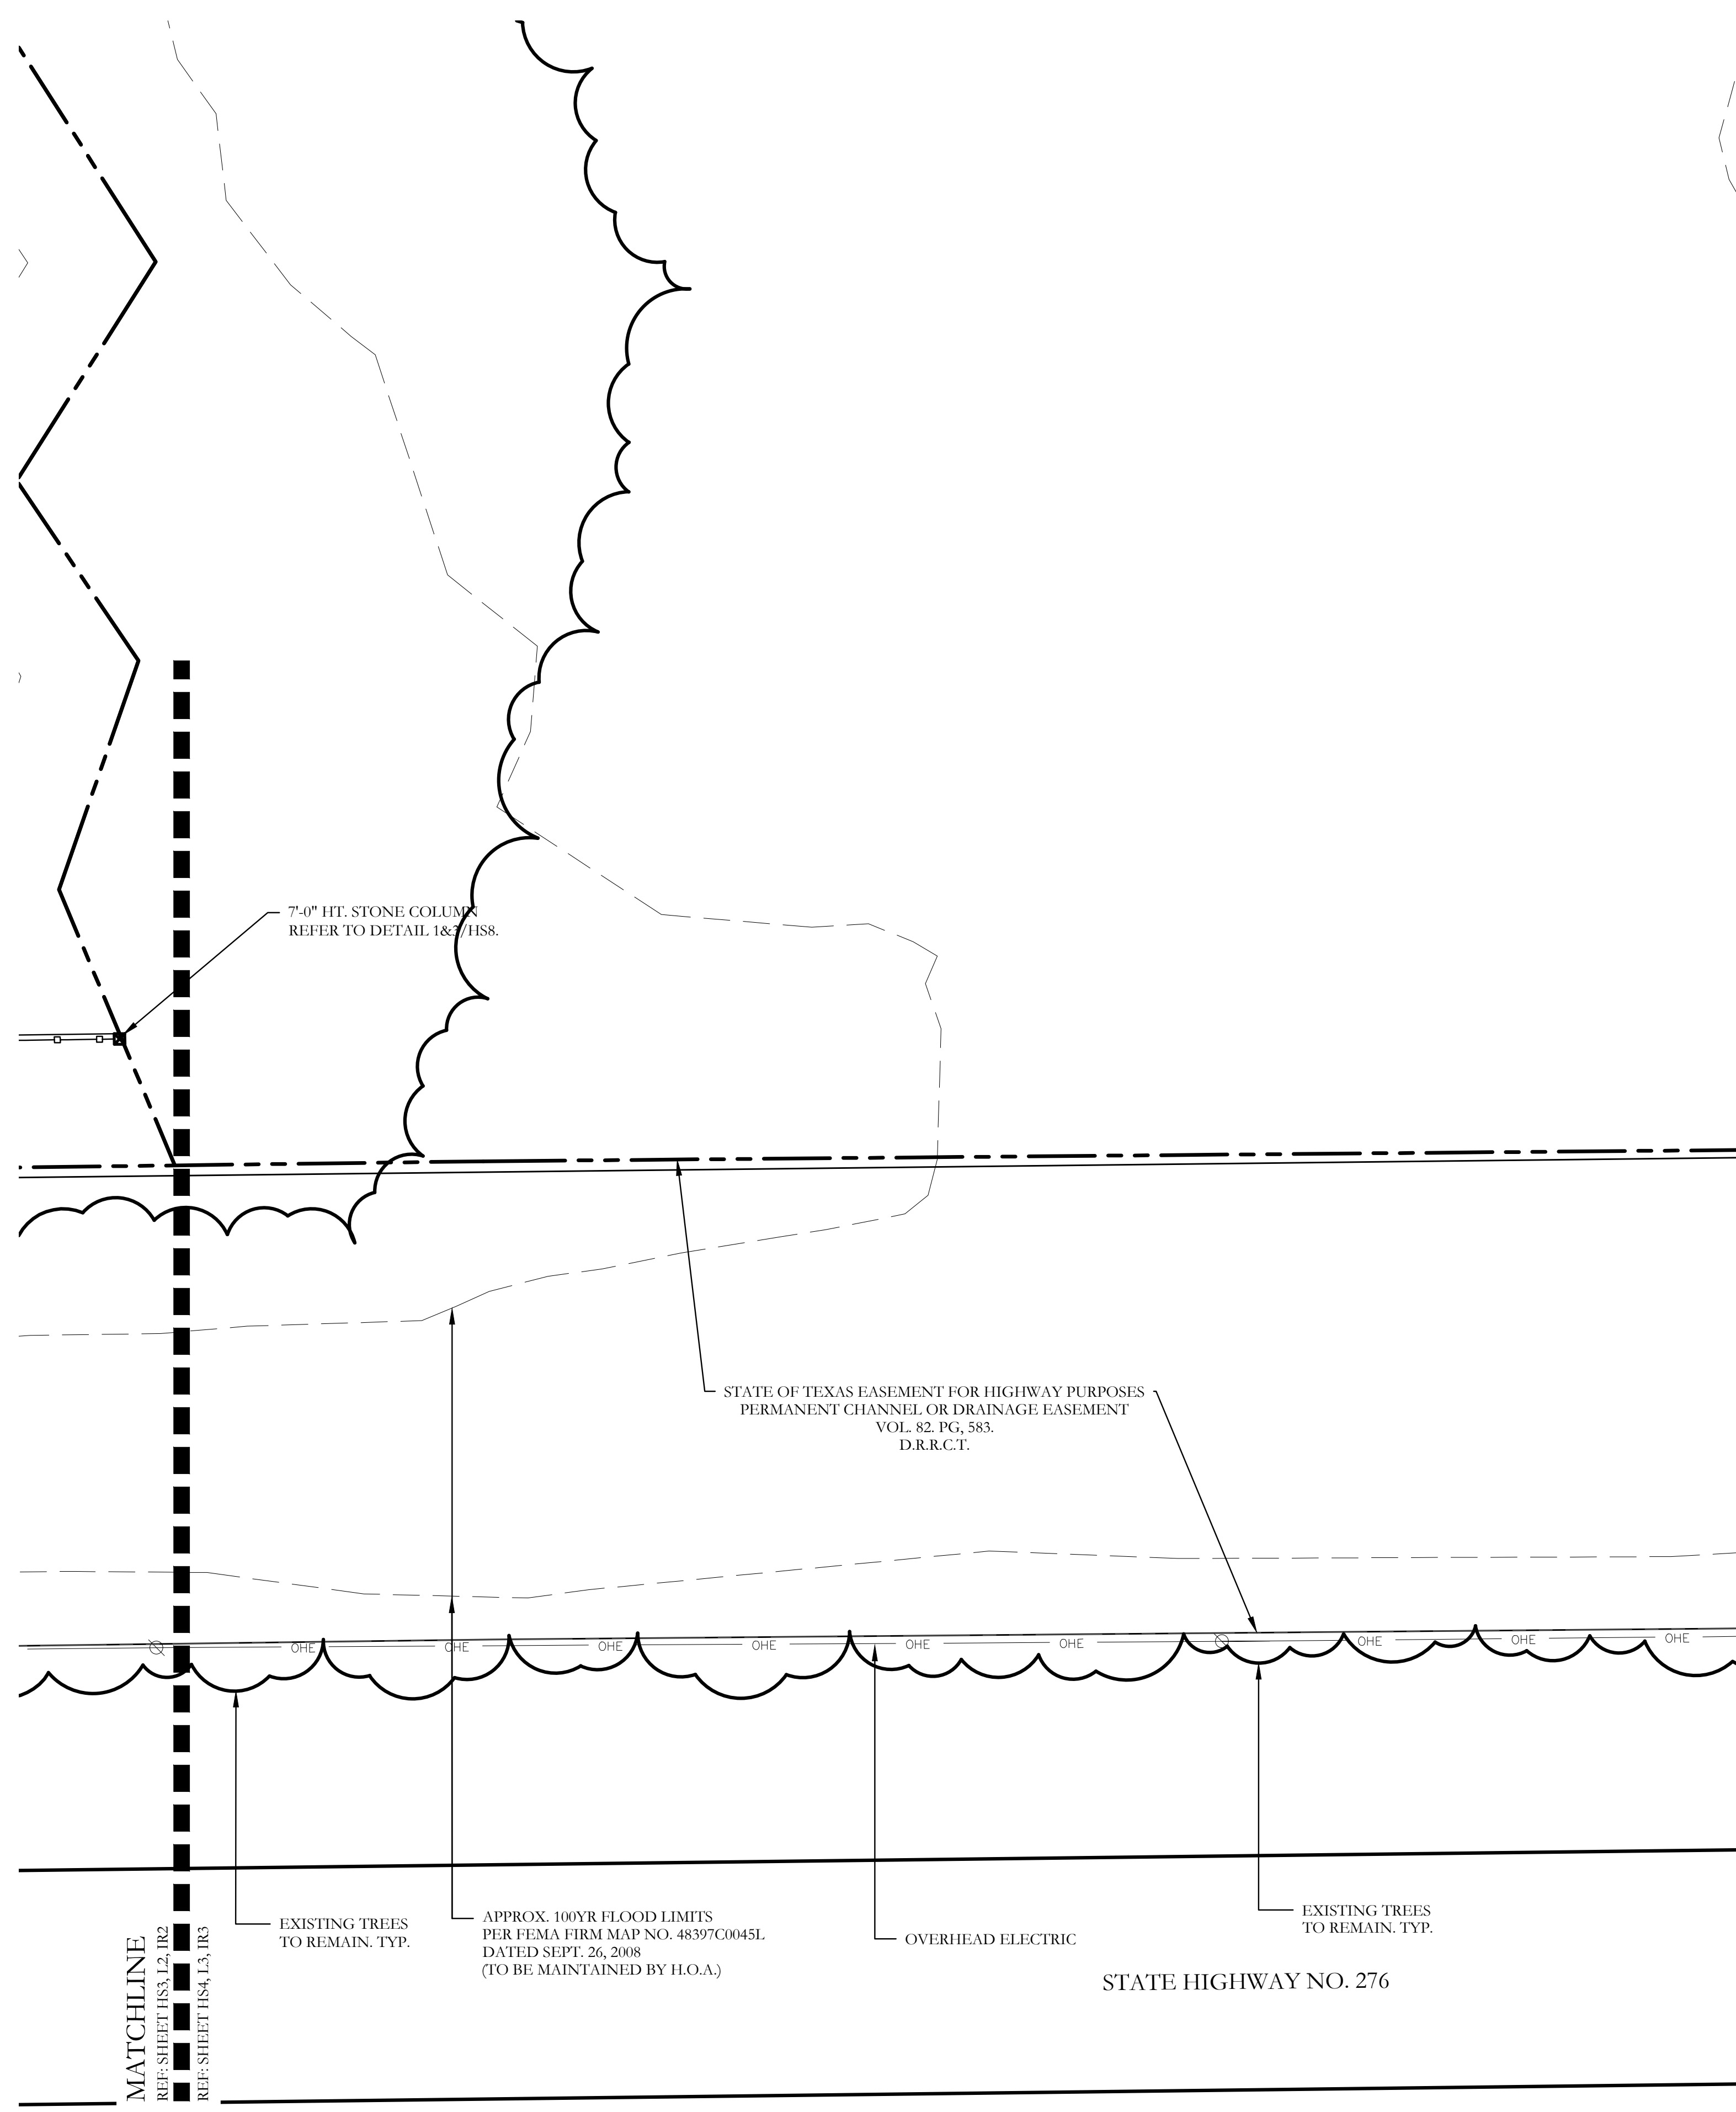 7'-0" HT. STONE COLUMN
REFER TO DETAIL 1&3/HS8.
STATE OF TEXAS EASEMENT FOR HIGHWAY PURPOSES
PERMANENT CHANNEL OR DRAINAGE EASEMENT
VOL. 82. PG, 583.
D.R.R.C.T.
OHE
OHE
OHE
OHE
OHE
OHE
OHE
OHE
OHE
EXISTING TREES
TO REMAIN. TYP.
APPROX. 100YR FLOOD LIMITS
PER FEMA FIRM MAP NO. 48397C0045L
DATED SEPT. 26, 2008
(TO BE MAINTAINED BY H.O.A.)
OVERHEAD ELECTRIC
EXISTING TREES
TO REMAIN. TYP.
STATE HIGHWAY NO. 276
MATCHLINE
REF: SHEET HS3, L2, IR2
REF: SHEET HS4, L3, IR3